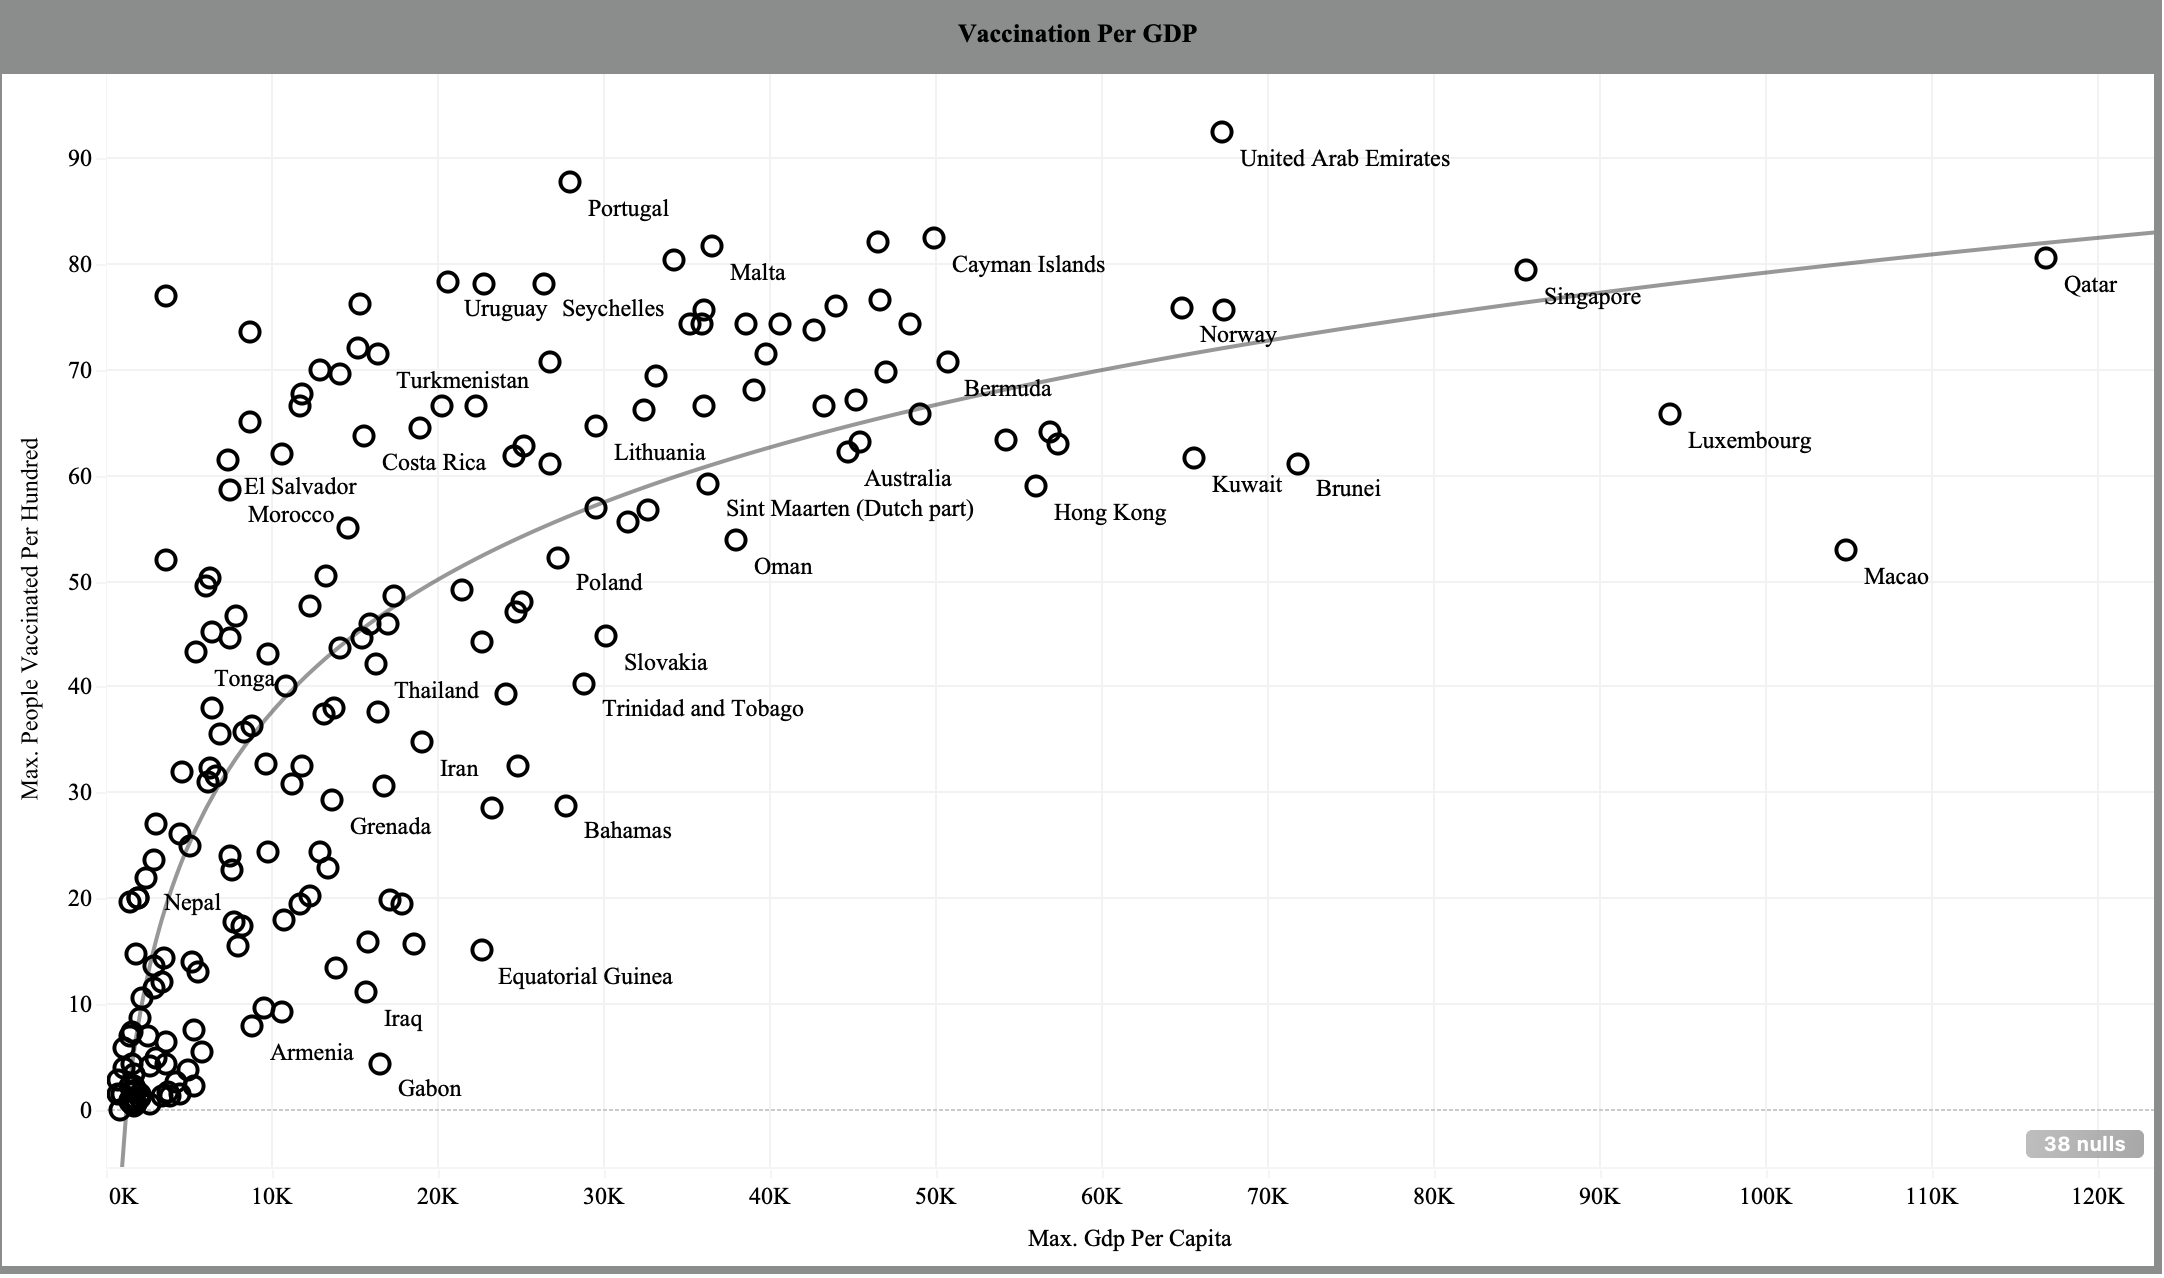 Vaccination Per GDP
United Arab Emirates
90
Portugal
Cayman Islands
80
Malta
Qatar
Singapore
Uruguay Seychelles
Norway
Turkmenistan
70
Bermuda
Luxembourg
Lithuania
Costa Rica
60
Australia
Kuwait
Brunei
El Salvador
Sint Maarten (Dutch part)
Hong Kong
Morocco
Oman
Macao
50
Poland
Slovakia
Tonga
40
Thailand
Trinidad and Tobago
Iran
30
Grenada
Bahamas
20
Nepal
Equatorial Guinea
10
Iraq
Armenia
Gabon
0
38 nulls
0K 10K 20K 30K 40K 50K 60K 70K 80K 90K 100K 110K 120K
Max. Gdp Per Capita
Max. People Vaccinated Per Hundred